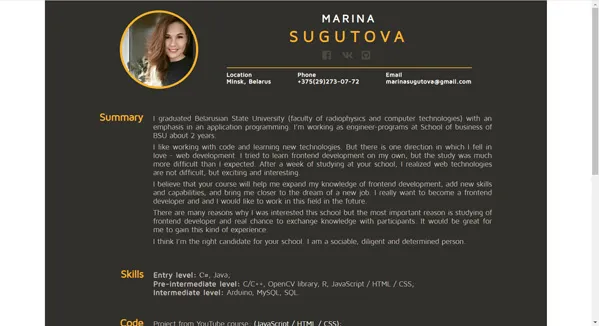 MARINA
SUGUTOVA
Location
Minsk, Belarus
Phone
+375(29)273-07-72
Email
marinasugutova@gmail.com
Summary
I graduated Belarusian State University (faculty of radiophysics and computer technologies) with an
emphasis in an application programming. I'm working as engineer-programs at School of business of
BSU about 2 years.
I like working with code and learning new technologies. But there is one direction in which I fell in
love - web development. I tried to learn frontend development on my own, but the study was much
more difficult than I expected. After a week of studying at your school, I realized web technologies
are not difficult, but exciting and interesting.
I believe that your course will help me expand my knowledge of frontend development, add new skills
and capabilities, and bring me closer to the dream of a new job. I really want to become a frontend
developer and and I would like to work in this field in the future.
There are many reasons why I was interested this school but the most important reason is studying of
frontend developer and real chance to exchange knowledge with participants. It would be great for
me to gain this kind of experience.
I think I'm the right candidate for your school. I am a sociable, diligent and determined person.
Skills
Entry level: C#, Java,
Pre-intermediate level: C/C++, OpenCV library, R, JavaScript / HTML / CSS,
Intermediate level: Arduino, MySQL, SQL.
Code
Project from YouTube course. (JavaScript / HTML / CSS):